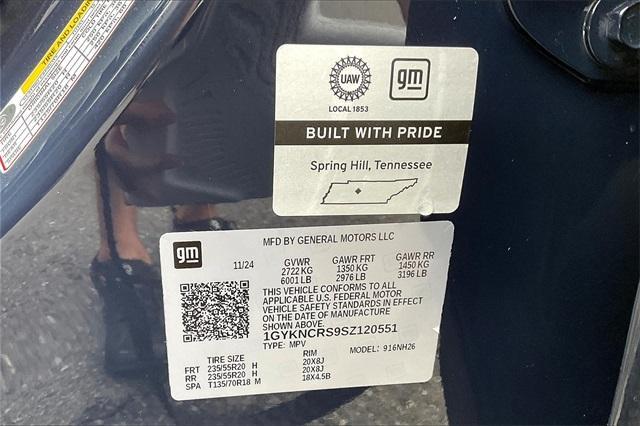 TIRE AND LOADING
UAW
gm
LOCAL 1853
BUILT WITH PRIDE
Spring Hill, Tennessee
gm
MFD BY GENERAL MOTORS LLC
11/24 GVWR GAWR FRT GAWR RR
2722 KG 1350 KG 1450 KG
6001 LB 2976 LB 3196 LB
THIS VEHICLE CONFORMS TO ALL
APPLICABLE U.S. FEDERAL MOTOR
VEHICLE SAFETY STANDARDS IN EFFECT
ON THE DATE OF MANUFACTURE
SHOWN ABOVE.
1GYKNCRS9SZ120551
TYPE: MPV MODEL: 916NH26
TIRE SIZE RIM
FRT 235/55R20 H 20X8J
RR 235/55R20 H 20X8J
SPA T135/70R18 M 18X4.5B